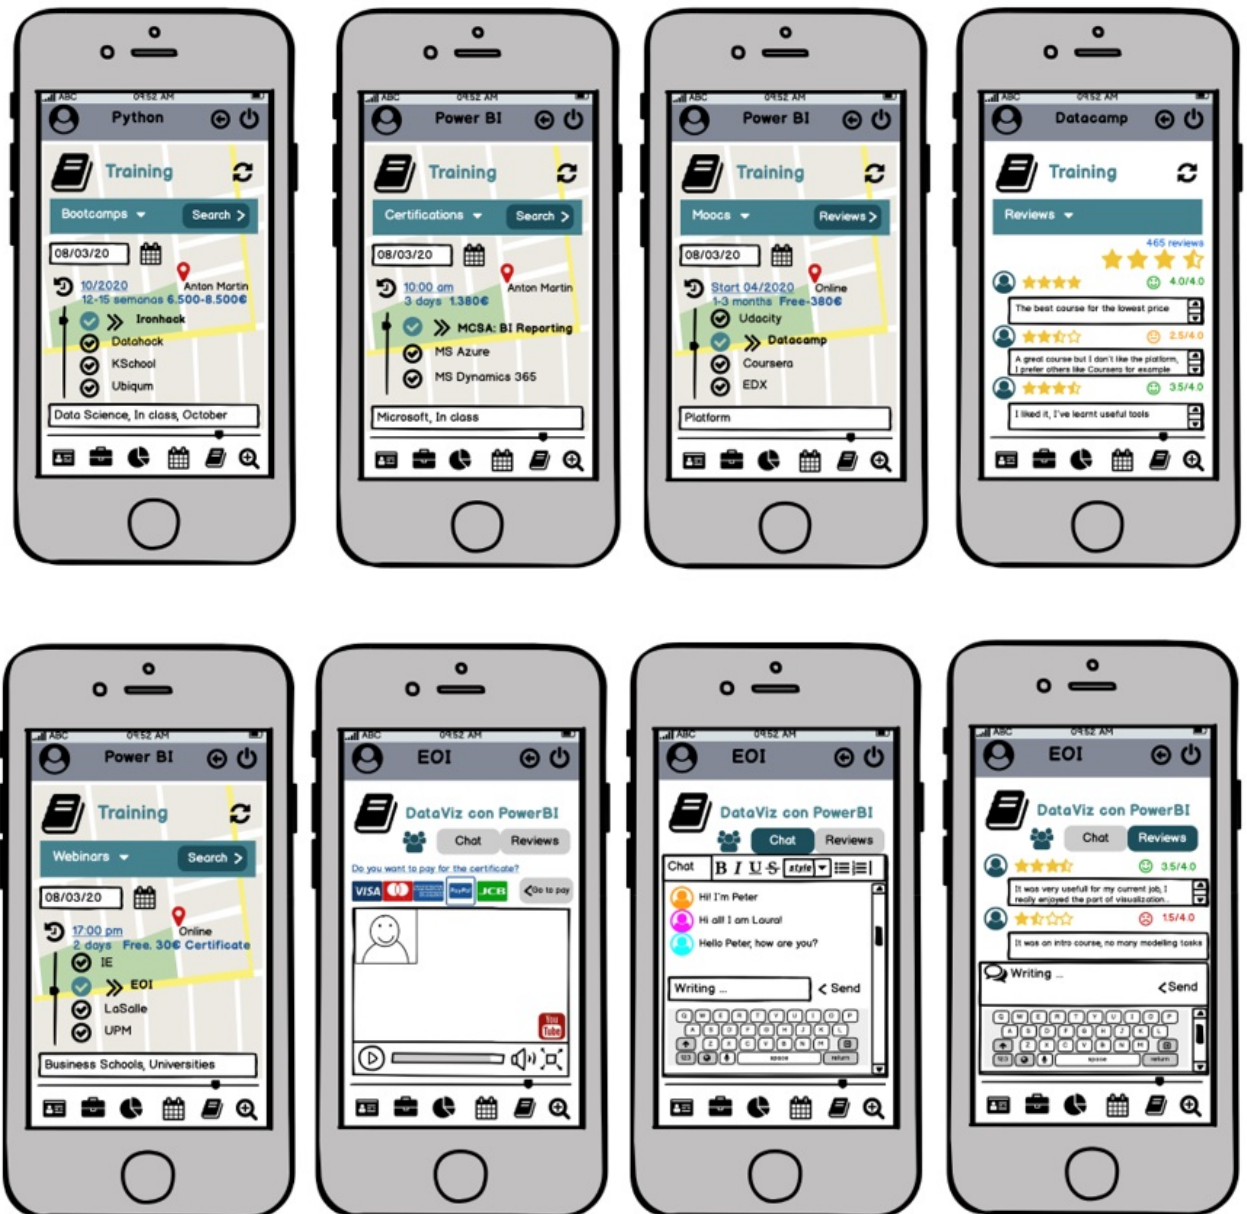 ABC 09:52 AM
Python
Training
Bootcamps Search >
08/03/20
10/2020 Anton Martin
12-15 semanas 6.500-8.500€
Ironhack
Datahack
KSchool
Ubiqum
Data Science, In class, October
ABC 09:52 AM
Power BI
Training
Certifications Search >
08/03/20
10:00 am Anton Martin
3 days 1.380€
MCSA: BI Reporting
MS Azure
MS Dynamics 365
Microsoft, In class
ABC 09:52 AM
Power BI
Training
Moocs Reviews >
08/03/20
Start 04/2020 Online
1-3 months Free-380€
Udacity
Datacamp
Coursera
EDX
Platform
ABC 09:52 AM
Datacamp
Training
Reviews
465 reviews
4.0/4.0
The best course for the lowest price
2.5/4.0
A great course but I don't like the platform,
I prefer others like Coursera for example
3.5/4.0
I liked it, I've learnt useful tools
ABC 09:52 AM
Power BI
Training
Webinars Search >
08/03/20
17:00 pm Online
2 days Free. 30€ Certificate
IE
EOI
LaSalle
UPM
Business Schools, Universities
ABC 09:52 AM
EOI
DataViz con PowerBI
Chat Reviews
Do you want to pay for the certificate?
VISA PayPal JCB < Go to pay
You Tube
ABC 09:52 AM
EOI
DataViz con PowerBI
Chat Reviews
Chat B I U S style
Hi! I'm Peter
Hi all! I am Laura!
Hello Peter, how are you?
Writing ... < Send
Q W E R T Y U I O P
A S D F G H J K L
Z X C V B N M
123 space return
ABC 09:52 AM
EOI
DataViz con PowerBI
Chat Reviews
3.5/4.0
It was very usefull for my current job, I
really enjoyed the part of visualization..
1.5/4.0
It was an intro course, no many modelling tasks
Writing ...
< Send
Q W E R T Y U I O P
A S D F G H J K L
Z X C V B N M
123 space return